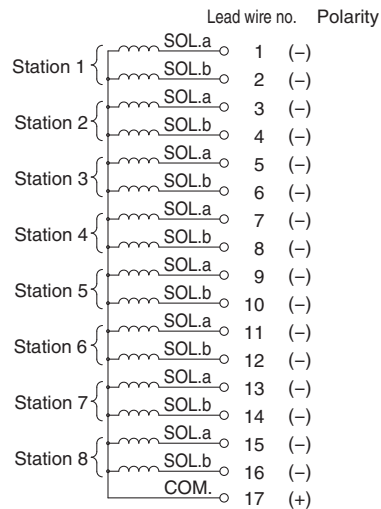 Lead wire no. Polarity
SOL.a 1 (–)
Station 1
SOL.b 2 (–)
SOL.a 3 (–)
Station 2
SOL.b 4 (–)
SOL.a 5 (–)
Station 3
SOL.b 6 (–)
SOL.a 7 (–)
Station 4
SOL.b 8 (–)
SOL.a 9 (–)
Station 5
SOL.b 10 (–)
SOL.a 11 (–)
Station 6
SOL.b 12 (–)
SOL.a 13 (–)
Station 7
SOL.b 14 (–)
SOL.a 15 (–)
Station 8
SOL.b 16 (–)
COM. 17 (+)